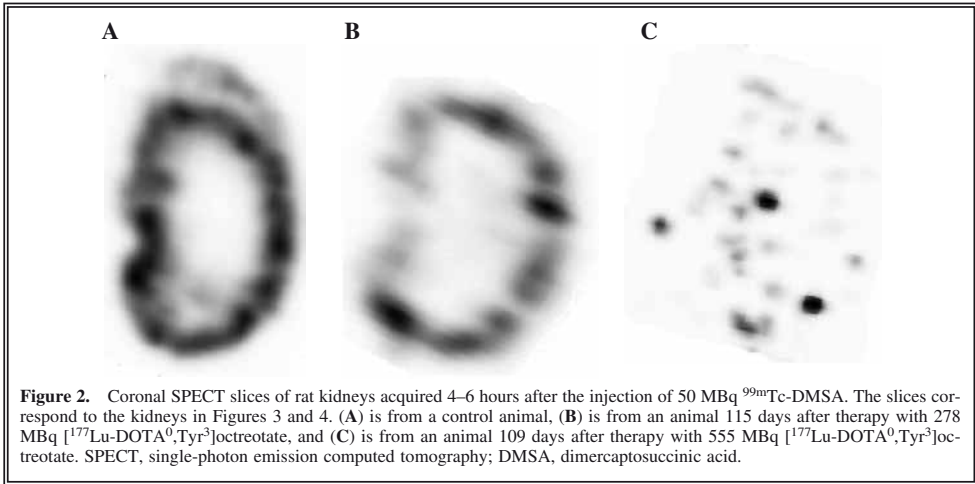 A B C
Figure 2. Coronal SPECT slices of rat kidneys acquired 4–6 hours after the injection of 50 MBq ⁹⁹ᵐTc-DMSA. The slices cor-
respond to the kidneys in Figures 3 and 4. (A) is from a control animal, (B) is from an animal 115 days after therapy with 278
MBq [¹⁷⁷Lu-DOTA⁰,Tyr³]octreotate, and (C) is from an animal 109 days after therapy with 555 MBq [¹⁷⁷Lu-DOTA⁰,Tyr³]oc-
treotate. SPECT, single-photon emission computed tomography; DMSA, dimercaptosuccinic acid.